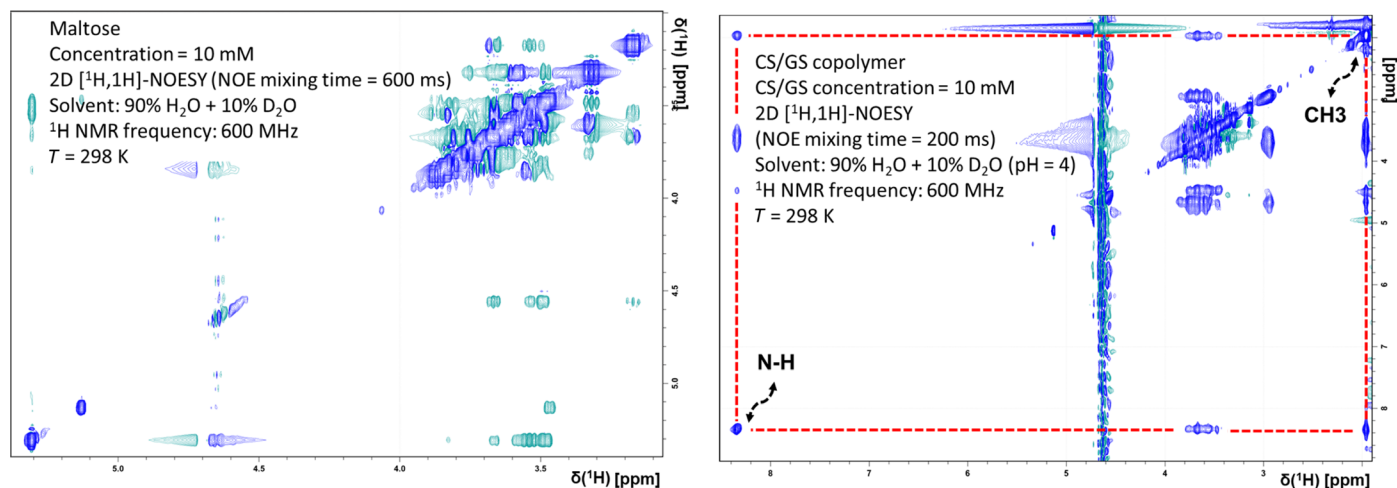 Maltose
Concentration = 10 mM
2D [¹H,1H]-NOESY (NOE mixing time = 600 ms)
Solvent: 90% H₂O + 10% D₂O
¹H NMR frequency: 600 MHz
T = 298 K
δ(¹H) [ppm]
3.5
4.0
4.5
5.0
5.0
4.5
4.0
3.5
δ(¹H) [ppm]
CS/GS copolymer
CS/GS concentration = 10 mM
2D [¹H,1H]-NOESY
(NOE mixing time = 200 ms)
Solvent: 90% H₂O + 10% D₂O (pH = 4)
¹H NMR frequency: 600 MHz
T = 298 K
CH3
N-H
δ(¹H) [ppm]
4
5
7
8
8
7
6
5
4
3
δ(¹H) [ppm]